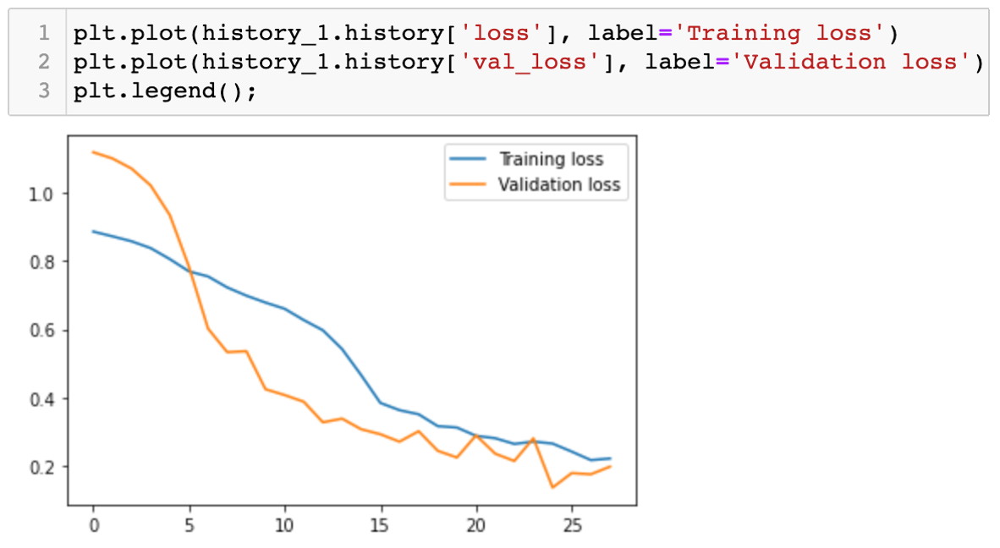 1 plt.plot(history_1.history['loss'], label='Training loss')
2 plt.plot(history_1.history['val_loss'], label='Validation loss')
3 plt.legend();
Training loss
Validation loss
1.0
0.8
0.6
0.4
0.2
0 5 10 15 20 25